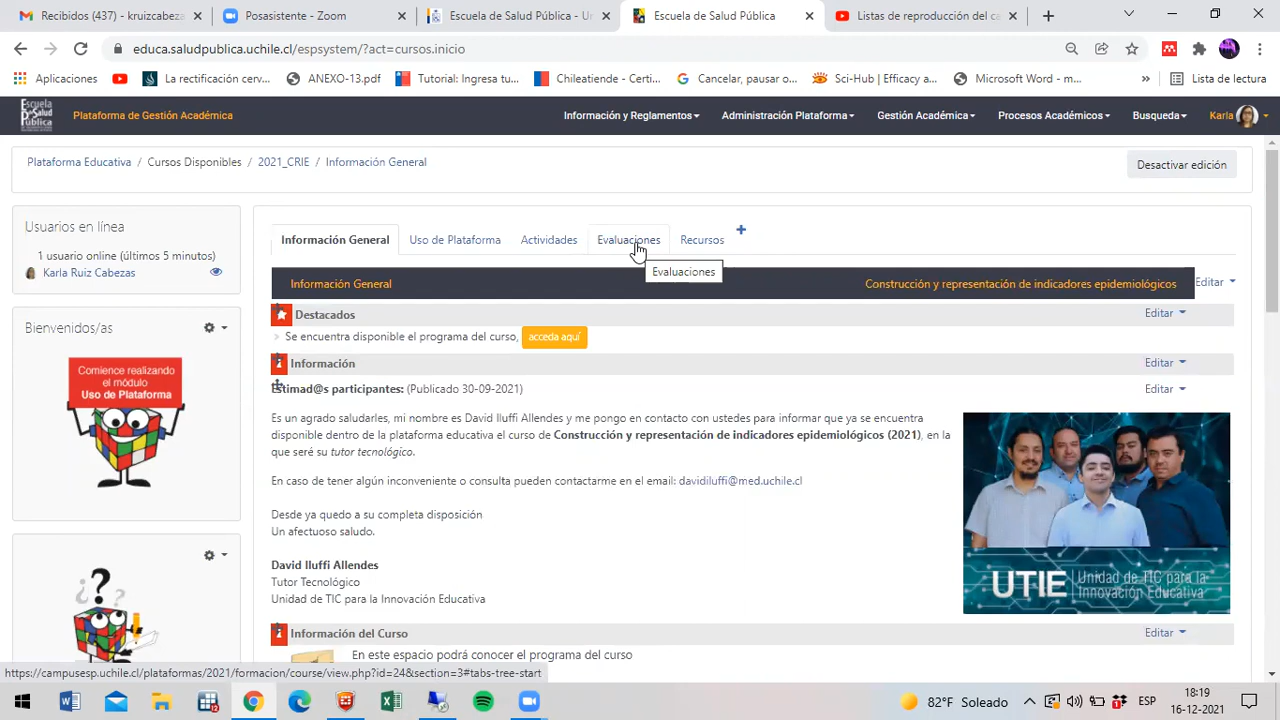 Recibidos (437) - kruizcabeza
Posasistente - Zoom
Escuela de Salud Pública - Un
Escuela de Salud Pública
Listas de reproducción del ca
educa.saludpublica.uchile.cl/espsystem/?act=cursos.inicio
Aplicaciones
La rectificación cerv...
ANEXO-13.pdf
Tutorial: Ingresa tu...
Chileatiende - Certi...
Cancelar, pausar o...
Sci-Hub | Efficacy a...
Microsoft Word - m...
»
Lista de lectura
Escuela de Salud Pública
Plataforma de Gestión Académica
Información y Reglamentos
Administración Plataforma
Gestión Académica
Procesos Académicos
Busqueda
Karla
Plataforma Educativa / Cursos Disponibles / 2021_CRIE / Información General
Desactivar edición
Usuarios en línea
1 usuario online (últimos 5 minutos)
Karla Ruiz Cabezas
Bienvenidos/as
Comience realizando
el módulo
Uso de Plataforma
Información General
Uso de Plataforma
Actividades
Evaluaciones
Recursos
Evaluaciones
Información General
Construcción y representación de indicadores epidemiológicos
Editar
Destacados
Editar
Se encuentra disponible el programa del curso, acceda aquí
Información
Editar
Estimad@s participantes: (Publicado 30-09-2021)
Editar
Es un agrado saludarles, mi nombre es David Iluffi Allendes y me pongo en contacto con ustedes para informar que ya se encuentra
disponible dentro de la plataforma educativa el curso de Construcción y representación de indicadores epidemiológicos (2021), en la
que seré su tutor tecnológico.
En caso de tener algún inconveniente o consulta pueden contactarme en el email: davidiluffi@med.uchile.cl
Desde ya quedo a su completa disposición
Un afectuoso saludo.
David Iluffi Allendes
Tutor Tecnológico
Unidad de TIC para la Innovación Educativa
UTIE
Unidad de TIC para la
Innovación Educativa
Información del Curso
Editar
En este espacio podrá conocer el programa del curso
https://campusesp.uchile.cl/plataformas/2021/formacion/course/view.php?id=24&section=3#tabs-tree-start
82°F Soleado
ESP
18:19
16-12-2021